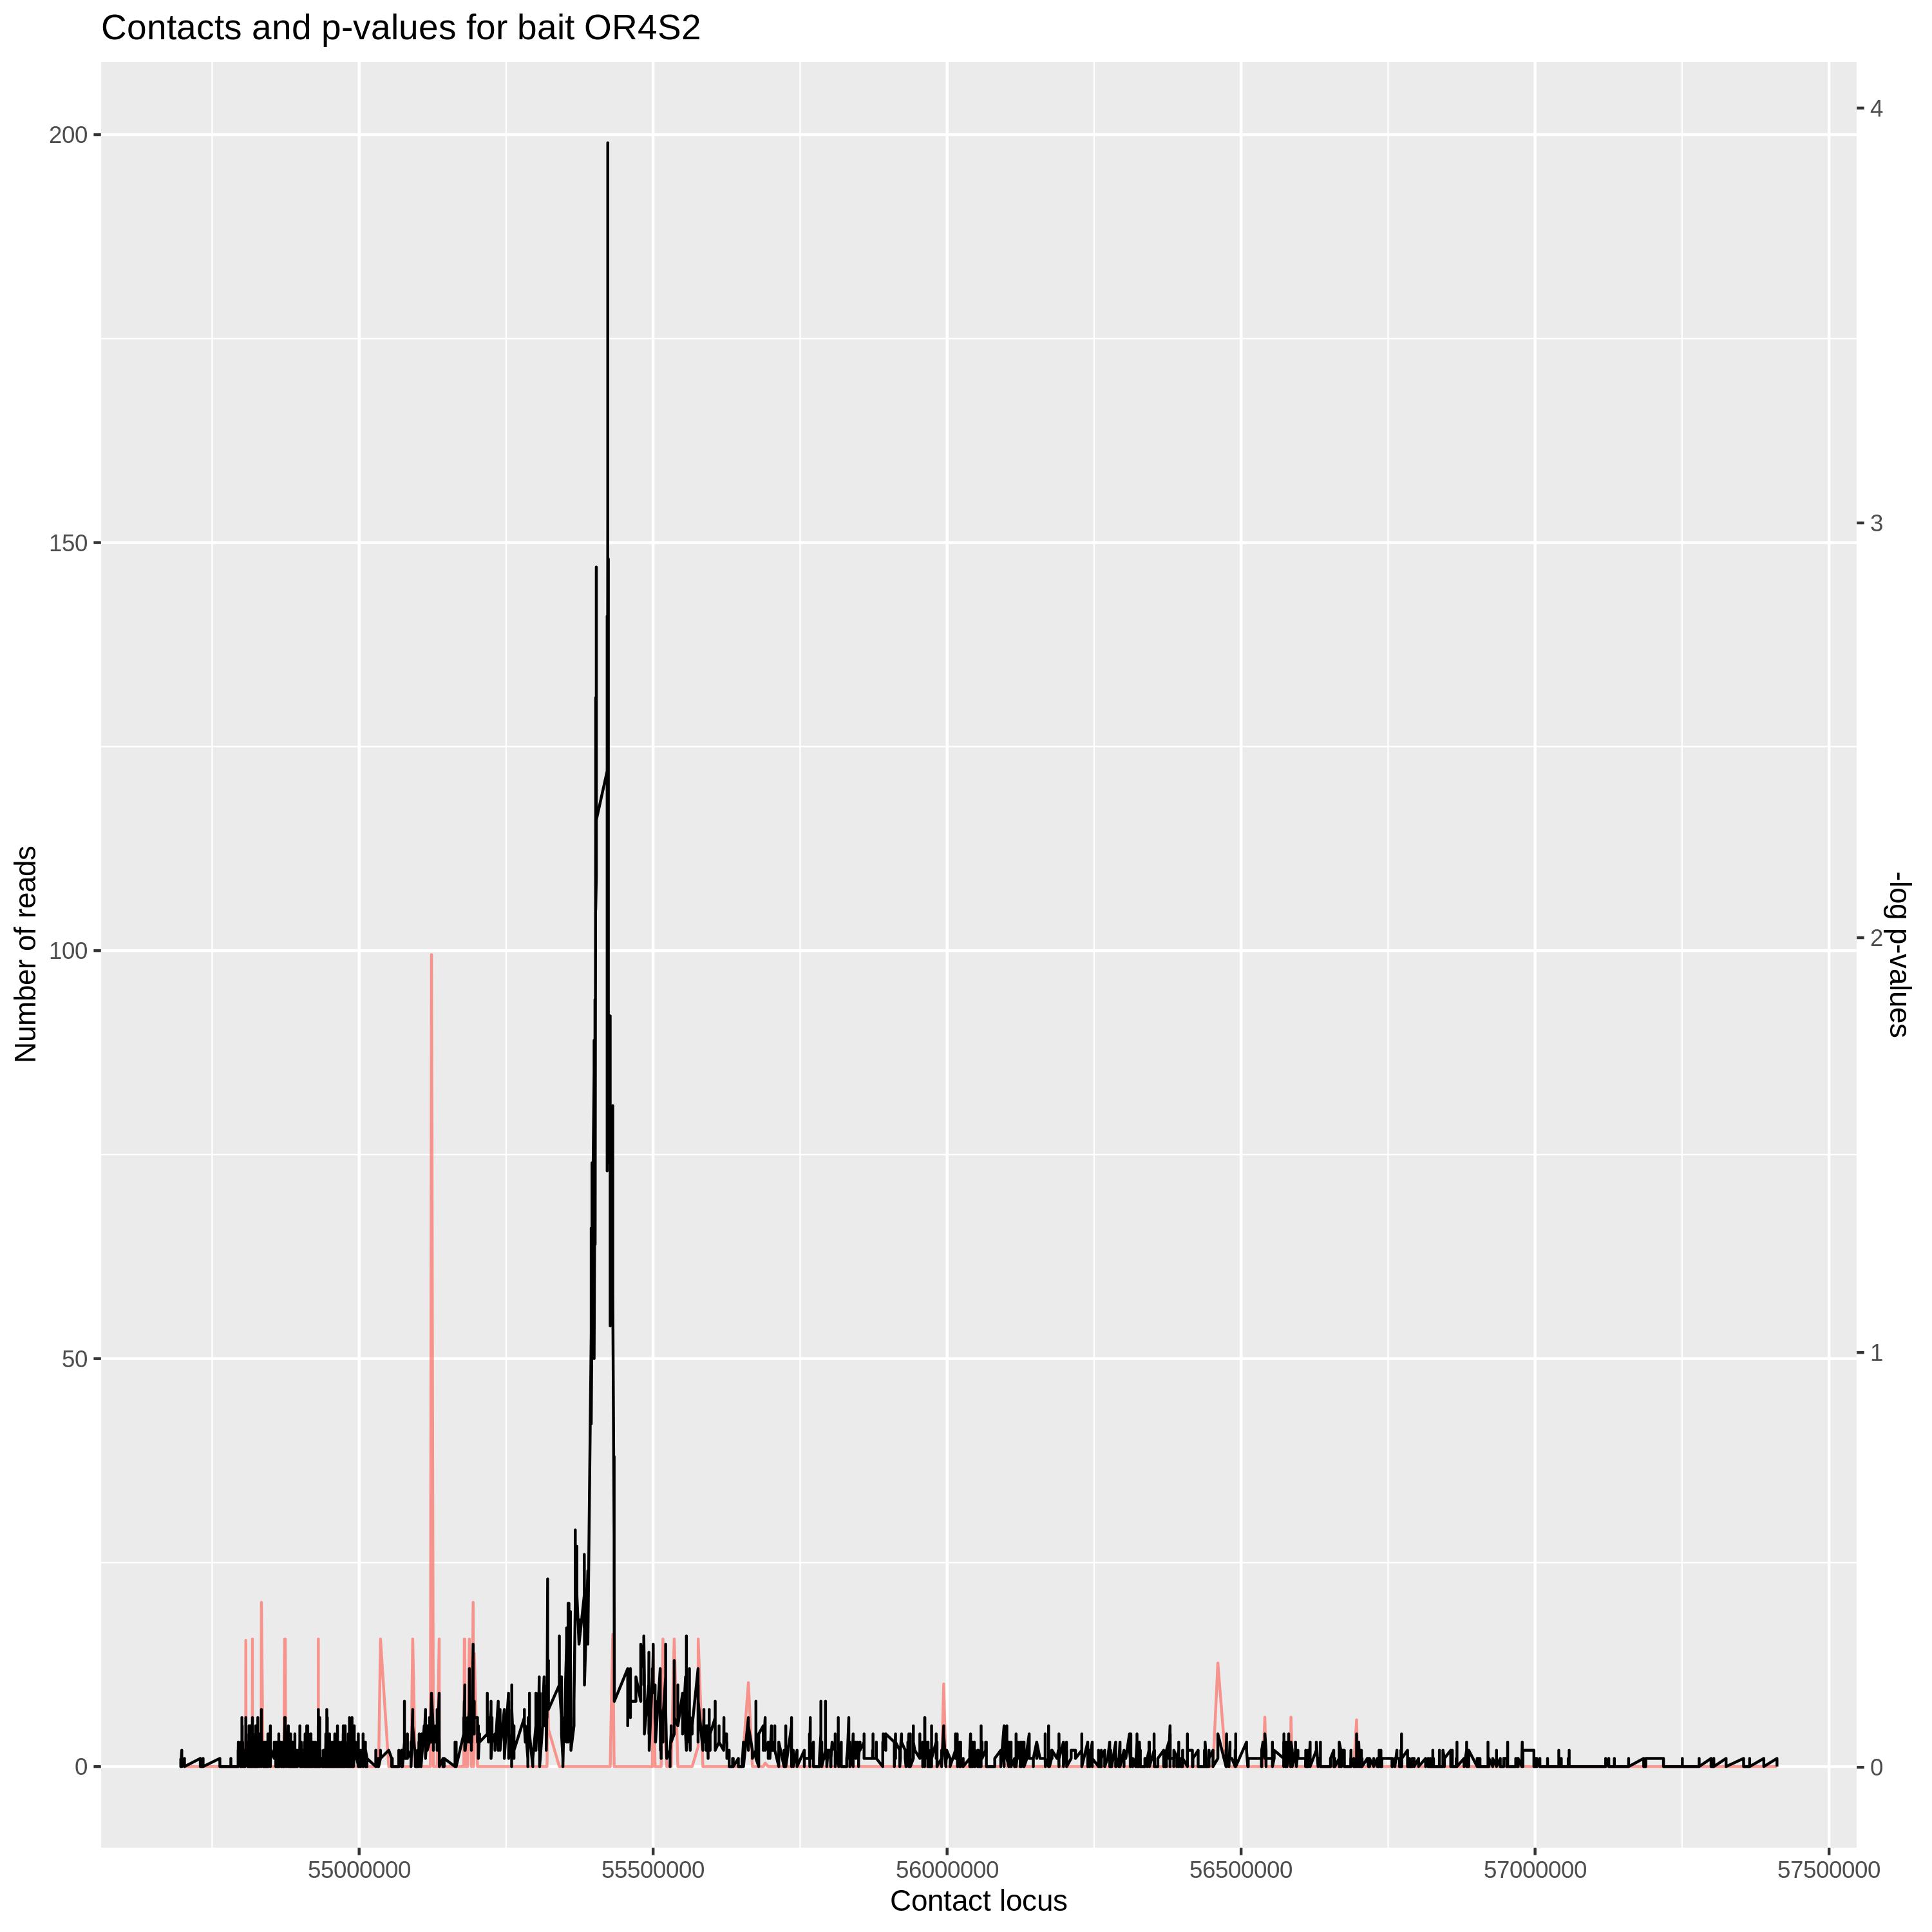 Contacts and p-values for bait OR4S2
200
150
100
50
0
Number of reads
4
3
2
1
0
-log p-values
55000000 55500000 56000000 56500000 57000000 57500000
Contact locus